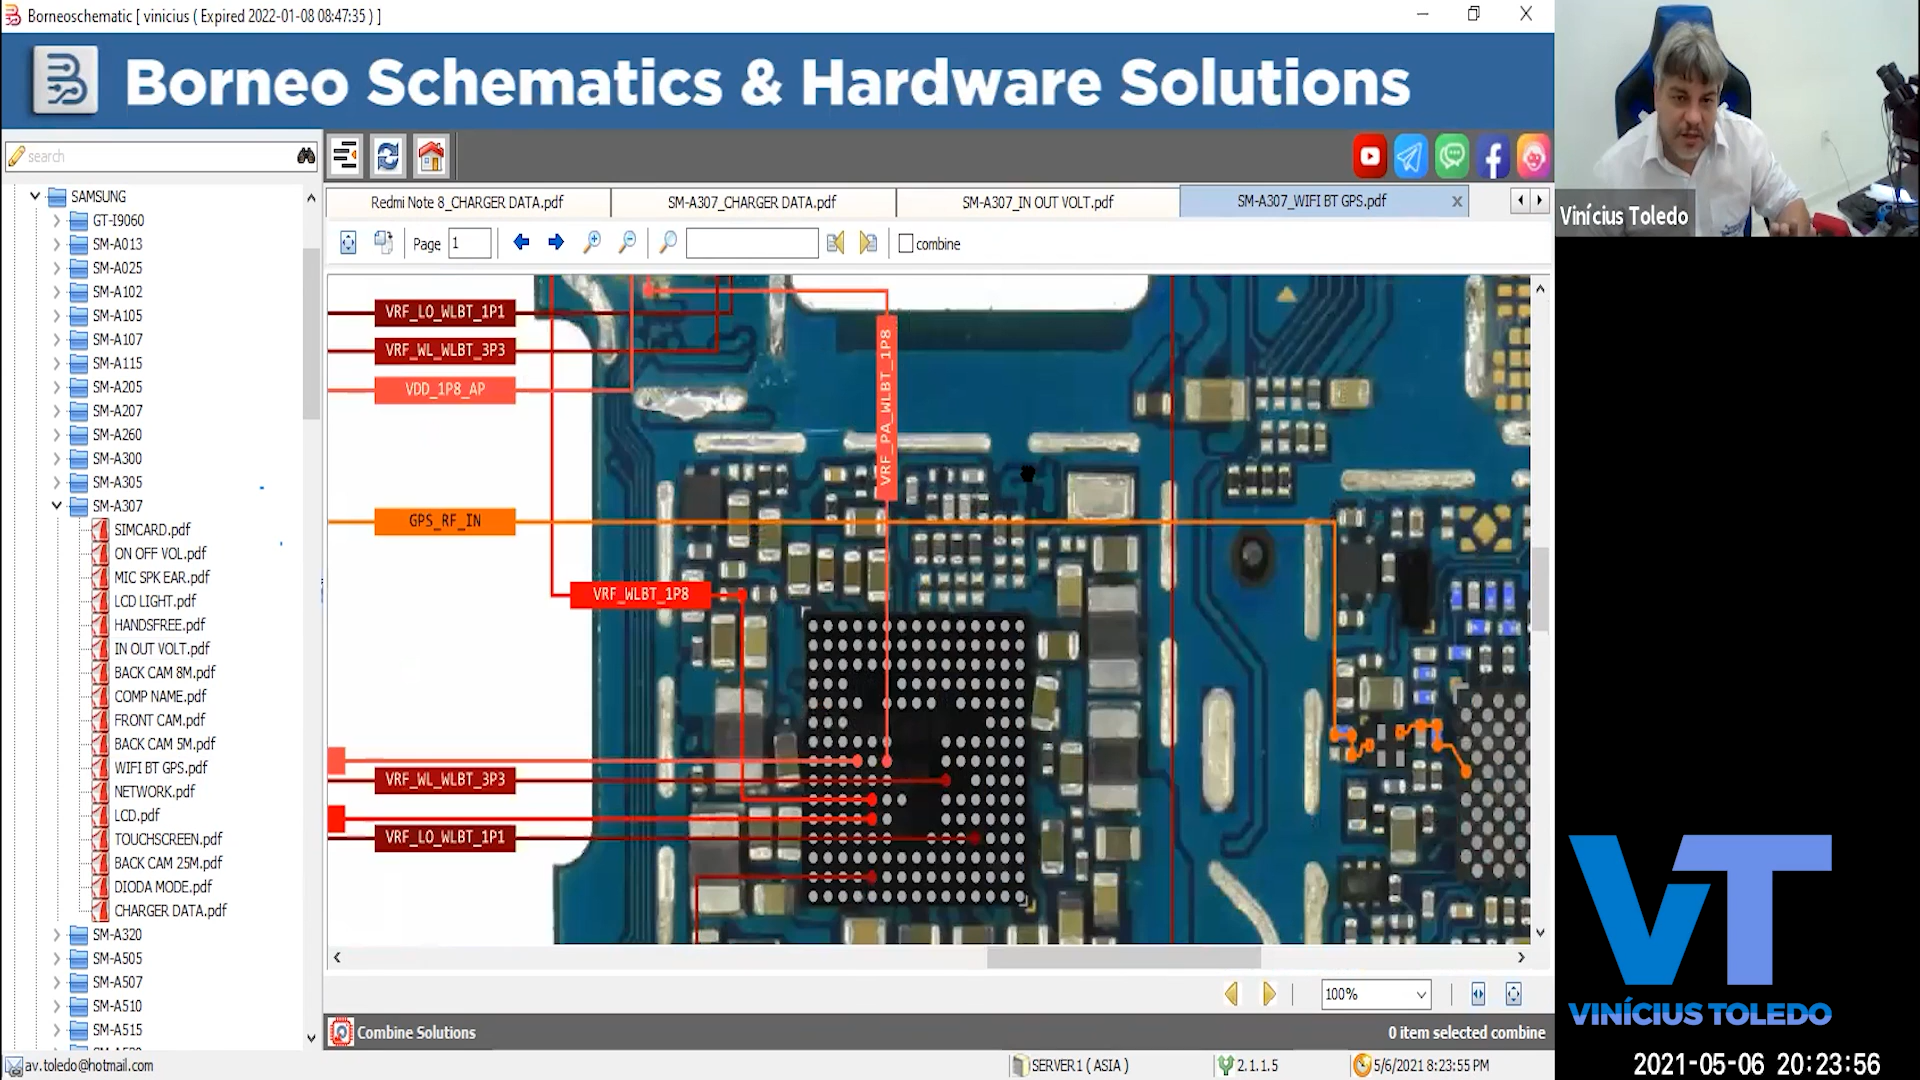 Borneoschematic [ vinicius ( Expired 2022-01-08 08:47:35 ) ]
Borneo Schematics & Hardware Solutions
search
SAMSUNG
GT-I9060
SM-A013
SM-A025
SM-A102
SM-A105
SM-A107
SM-A115
SM-A205
SM-A207
SM-A260
SM-A300
SM-A305
SM-A307
SIMCARD.pdf
ON OFF VOL.pdf
MIC SPK EAR.pdf
LCD LIGHT.pdf
HANDSFREE.pdf
IN OUT VOLT.pdf
BACK CAM 8M.pdf
COMP NAME.pdf
FRONT CAM.pdf
BACK CAM 5M.pdf
WIFI BT GPS.pdf
NETWORK.pdf
LCD.pdf
TOUCHSCREEN.pdf
BACK CAM 25M.pdf
DIODA MODE.pdf
CHARGER DATA.pdf
SM-A320
SM-A505
SM-A507
SM-A510
SM-A515
av.toledo@hotmail.com
Redmi Note 8_CHARGER DATA.pdf
SM-A307_CHARGER DATA.pdf
SM-A307_IN OUT VOLT.pdf
SM-A307_WIFI BT GPS.pdf
Page 1
combine
VRF_LO_WLBT_1P1
VRF_WL_WLBT_3P3
VDD_1P8_AP
VRF_PA_WLBT_1P8
GPS_RF_IN
VRF_WLBT_1P8
VRF_WL_WLBT_3P3
VRF_LO_WLBT_1P1
100%
Combine Solutions
0 item selected combine
SERVER1 ( ASIA )
2.1.1.5
5/6/2021 8:23:55 PM
Vinícius Toledo
VT
VINÍCIUS TOLEDO
2021-05-06 20:23:56